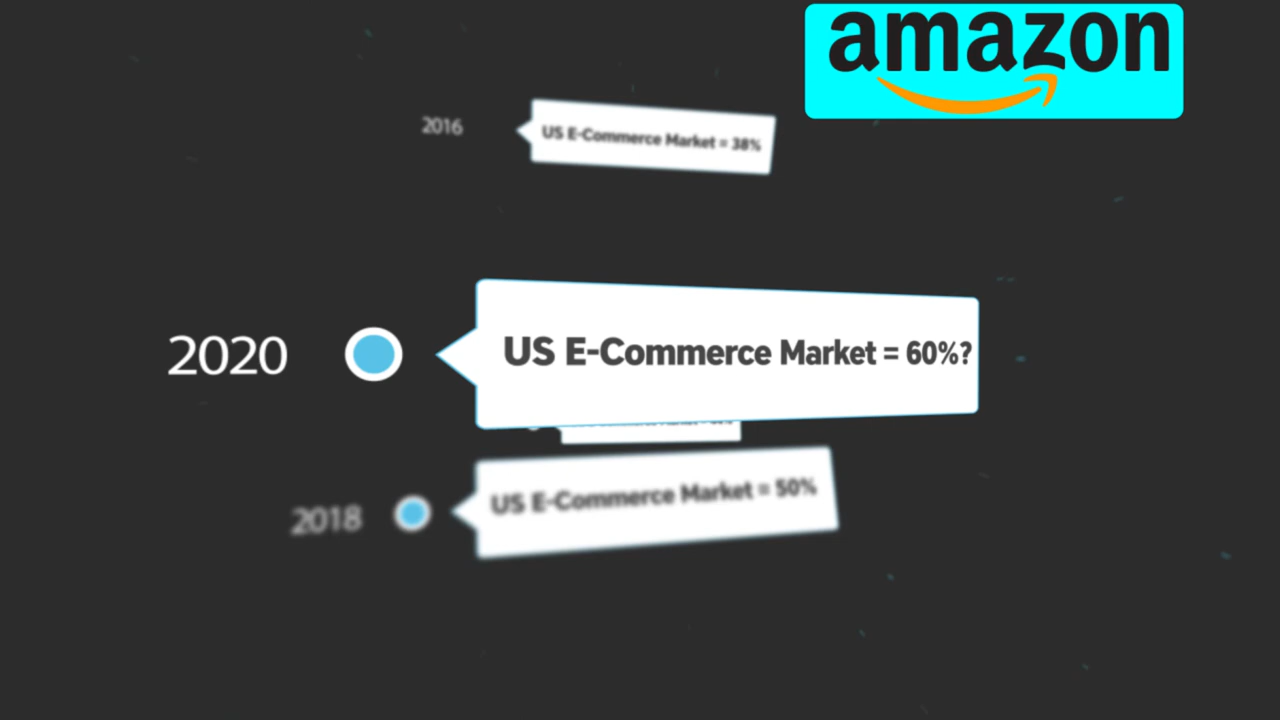 amazon
2016
US E-Commerce Market = 38%
2020
US E-Commerce Market = 60%?
2018
US E-Commerce Market = 50%